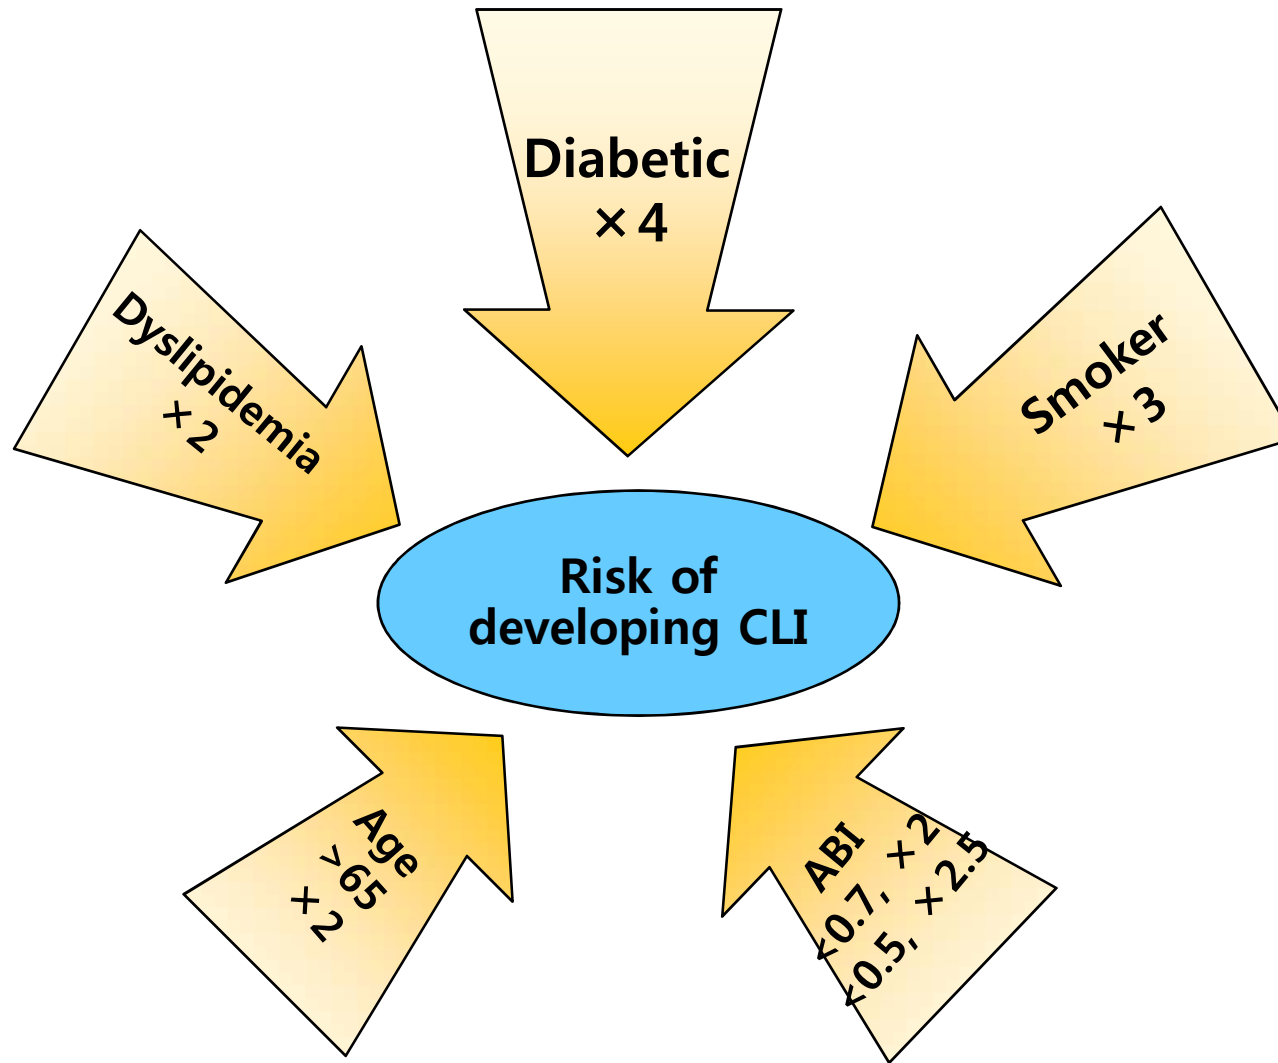 Diabetic
×4
Dyslipidemia
×2
Smoker
×3
Risk of
developing CLI
Age
>65
×2
ABI
<0.7, ×2
<0.5, ×2.5